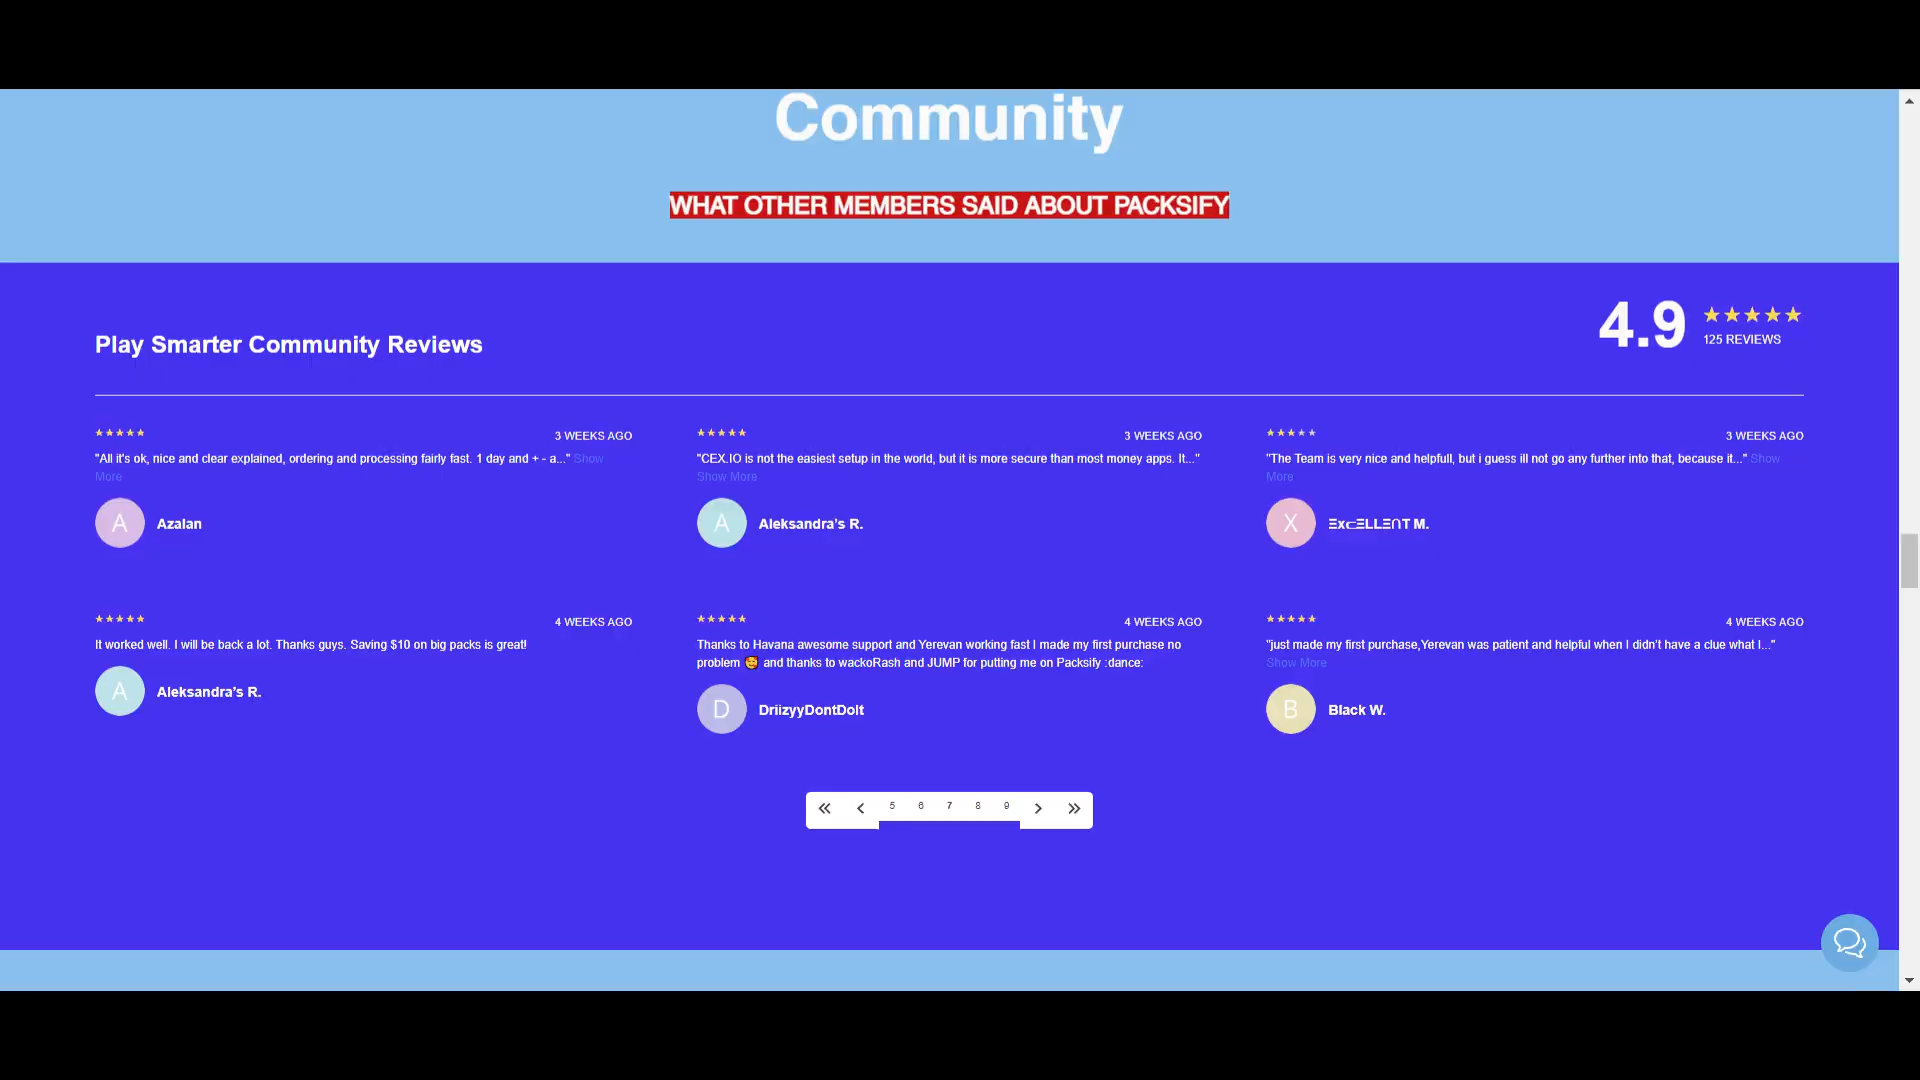 Community
WHAT OTHER MEMBERS SAID ABOUT PACKSIFY
Play Smarter Community Reviews
4.9
125 REVIEWS
3 WEEKS AGO
"All it's ok, nice and clear explained, ordering and processing fairly fast. 1 day and + - a..." Show
More
A
Azalan
3 WEEKS AGO
"CEX.IO is not the easiest setup in the world, but it is more secure than most money apps. It..."
Show More
A
Aleksandra's R.
3 WEEKS AGO
"The Team is very nice and helpfull, but i guess ill not go any further into that, because it..." Show
More
X
ΞxㄷΞLLΞ∩T M.
4 WEEKS AGO
It worked well. I will be back a lot. Thanks guys. Saving $10 on big packs is great!
A
Aleksandra's R.
4 WEEKS AGO
Thanks to Havana awesome support and Yerevan working fast I made my first purchase no
problem 🥰 and thanks to wackoRash and JUMP for putting me on Packsify :dance:
D
DriizyyDontDoIt
4 WEEKS AGO
"just made my first purchase,Yerevan was patient and helpful when I didn't have a clue what I..."
Show More
B
Black W.
5 6 7 8 9